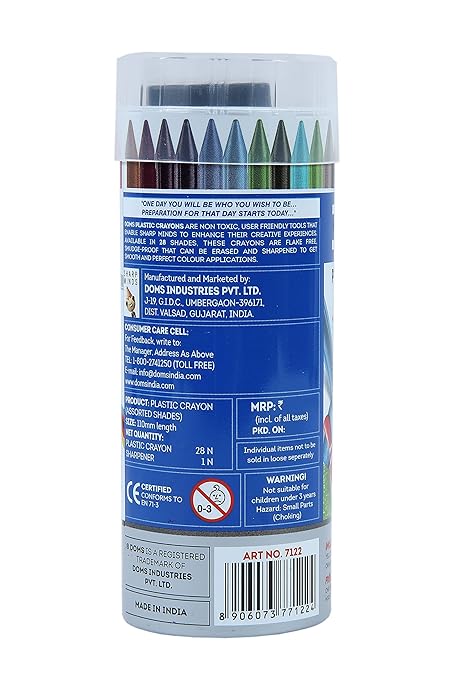 "ONE DAY YOU WILL BE WHO YOU WISH TO BE...
PREPARATION FOR THAT DAY STARTS TODAY..."
DOMS PLASTIC CRAYONS ARE NON TOXIC, USER FRIENDLY TOOLS THAT
ENABLE SHARP MINDS TO ENHANCE THEIR CREATIVE EXPERIENCES.
AVAILABLE IN 28 SHADES, THESE CRAYONS ARE FLAKE FREE,
SMUDGE-PROOF THAT CAN BE ERASED AND SHARPENED TO GET
SMOOTH AND PERFECT COLOUR APPLICATIONS.
SHARP
MINDS
Manufactured and Marketed by:
DOMS INDUSTRIES PVT. LTD.
J-19, G.I.D.C., UMBERGAON-396171,
DIST. VALSAD, GUJARAT, INDIA.
CONSUMER CARE CELL:
For Feedback, write to:
The Manager, Address As Above
TEL: 1-800-2741250 (TOLL FREE)
E-mail: info@domsindia.com
www.domsindia.com
PRODUCT: PLASTIC CRAYON
(ASSORTED SHADES)
SIZE: 110mm length
NET QUANTITY:
PLASTIC CRAYON 28 N
SHARPENER 1 N
MRP: ₹
(incl. of all taxes)
PKD. ON:
Individual items not to be
sold in loose seperately
CE CERTIFIED
CONFORMS TO
EN 71-3
0-3
WARNING!
Not suitable for
children under 3 years
Hazard: Small Parts
(Choking)
® DOMS IS A REGISTERED
TRADEMARK OF
DOMS INDUSTRIES
PVT. LTD.
MADE IN INDIA
ART NO. 7122
8 906073 771224